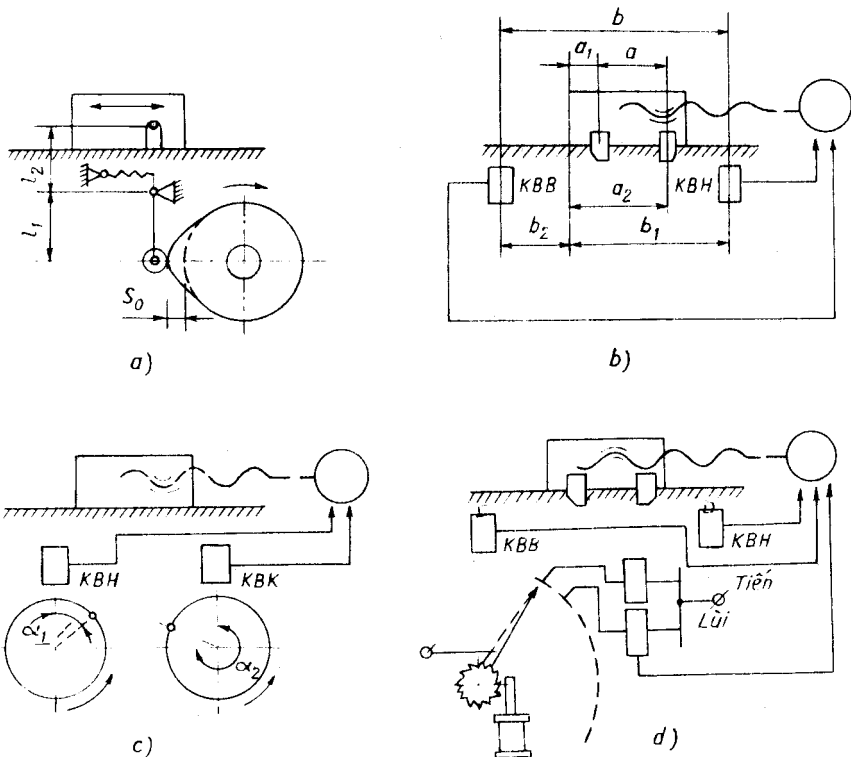 l₂
l₁
S₀
a)
b
a₁ a
KBB
KBH
a₂
b₂
b₁
b)
KBH
KBK
α₁
α₂
c)
KBB
KBH
Tiến
Lùi
d)